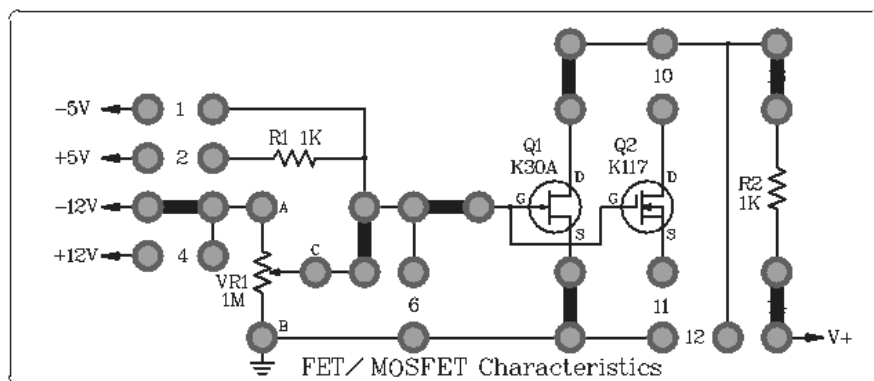 10
-5V
1
Q1
K30A
Q2
K117
R1 1K
+5V
2
D
D
R2
1K
-12V
A
G
G
C
S
S
+12V
4
VR1
1M
6
11
B
12
V+
FET/MOSFET Characteristics